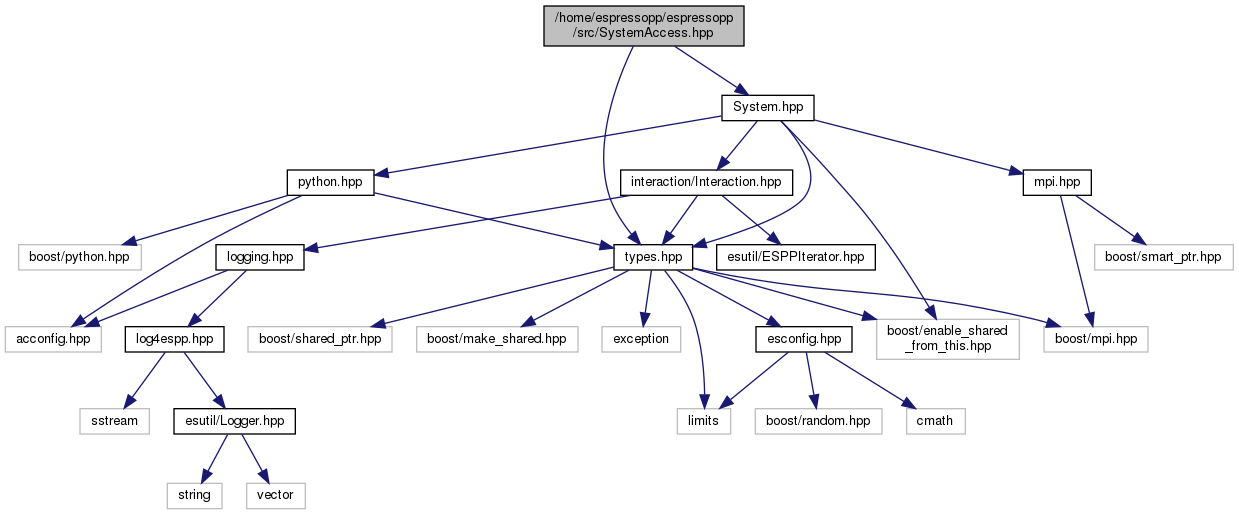 /home/espressopp/espressopp
/src/SystemAccess.hpp
System.hpp
python.hpp
interaction/Interaction.hpp
mpi.hpp
boost/python.hpp
logging.hpp
types.hpp
esutil/ESPPIterator.hpp
boost/smart_ptr.hpp
acconfig.hpp
log4espp.hpp
boost/shared_ptr.hpp
boost/make_shared.hpp
exception
esconfig.hpp
boost/enable_shared
_from_this.hpp
boost/mpi.hpp
sstream
esutil/Logger.hpp
limits
boost/random.hpp
cmath
string
vector